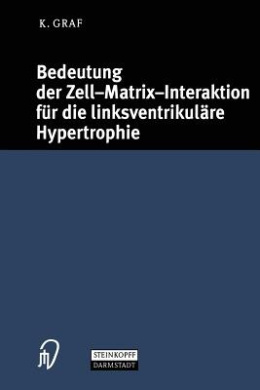 K. GRAF
Bedeutung
der Zell–Matrix–Interaktion
für die linksventrikuläre
Hypertrophie
STEINKOPFF
DARMSTADT